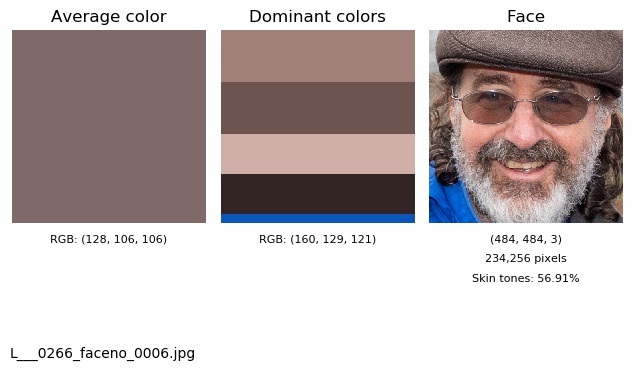 Average color
Dominant colors
Face
RGB: (128, 106, 106)
RGB: (160, 129, 121)
(484, 484, 3)
234,256 pixels
Skin tones: 56.91%
L___0266_faceno_0006.jpg